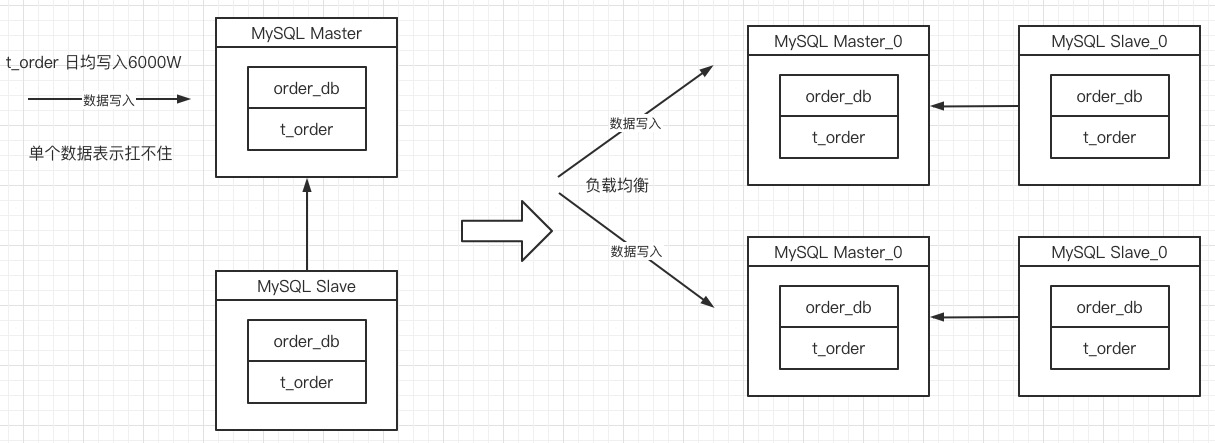 MySQL Master
t_order 日均写入6000W
order_db
数据写入
t_order
单个数据表示扛不住
MySQL Slave
order_db
t_order
数据写入
负载均衡
数据写入
MySQL Master_0
order_db
t_order
MySQL Slave_0
order_db
t_order
MySQL Master_0
order_db
t_order
MySQL Slave_0
order_db
t_order